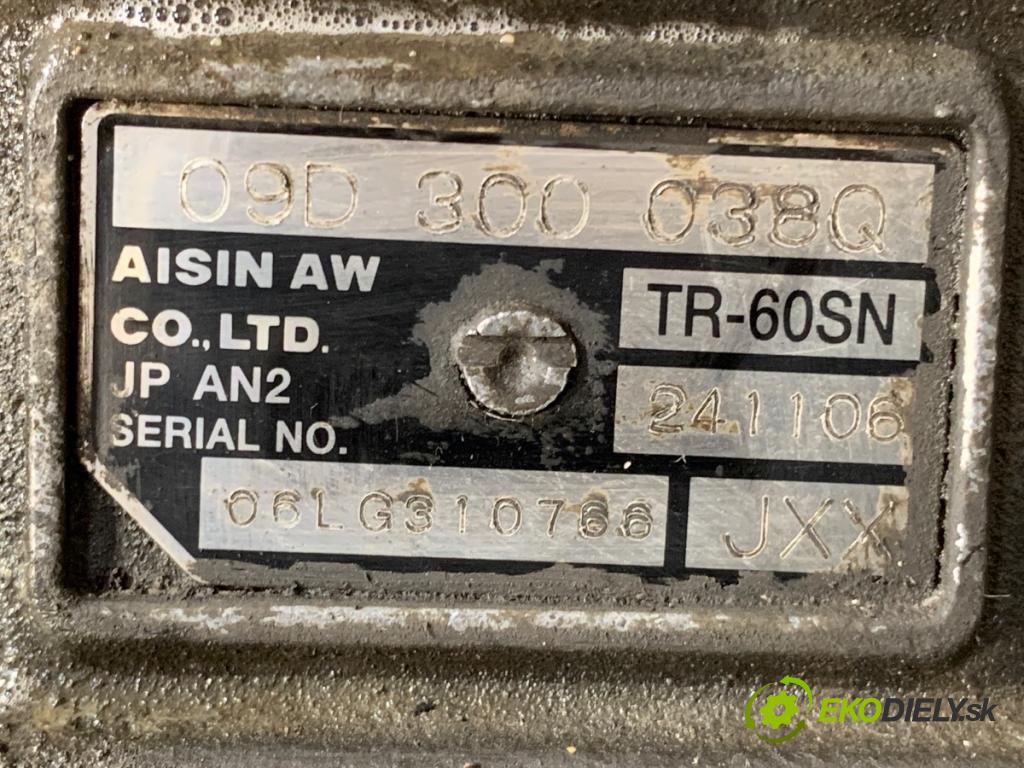 09D 300 038Q
AISIN AW
CO., LTD.
TR-60SN
JP AN2
241106
SERIAL NO.
06LG310766
JXX
EKODIELY.sk